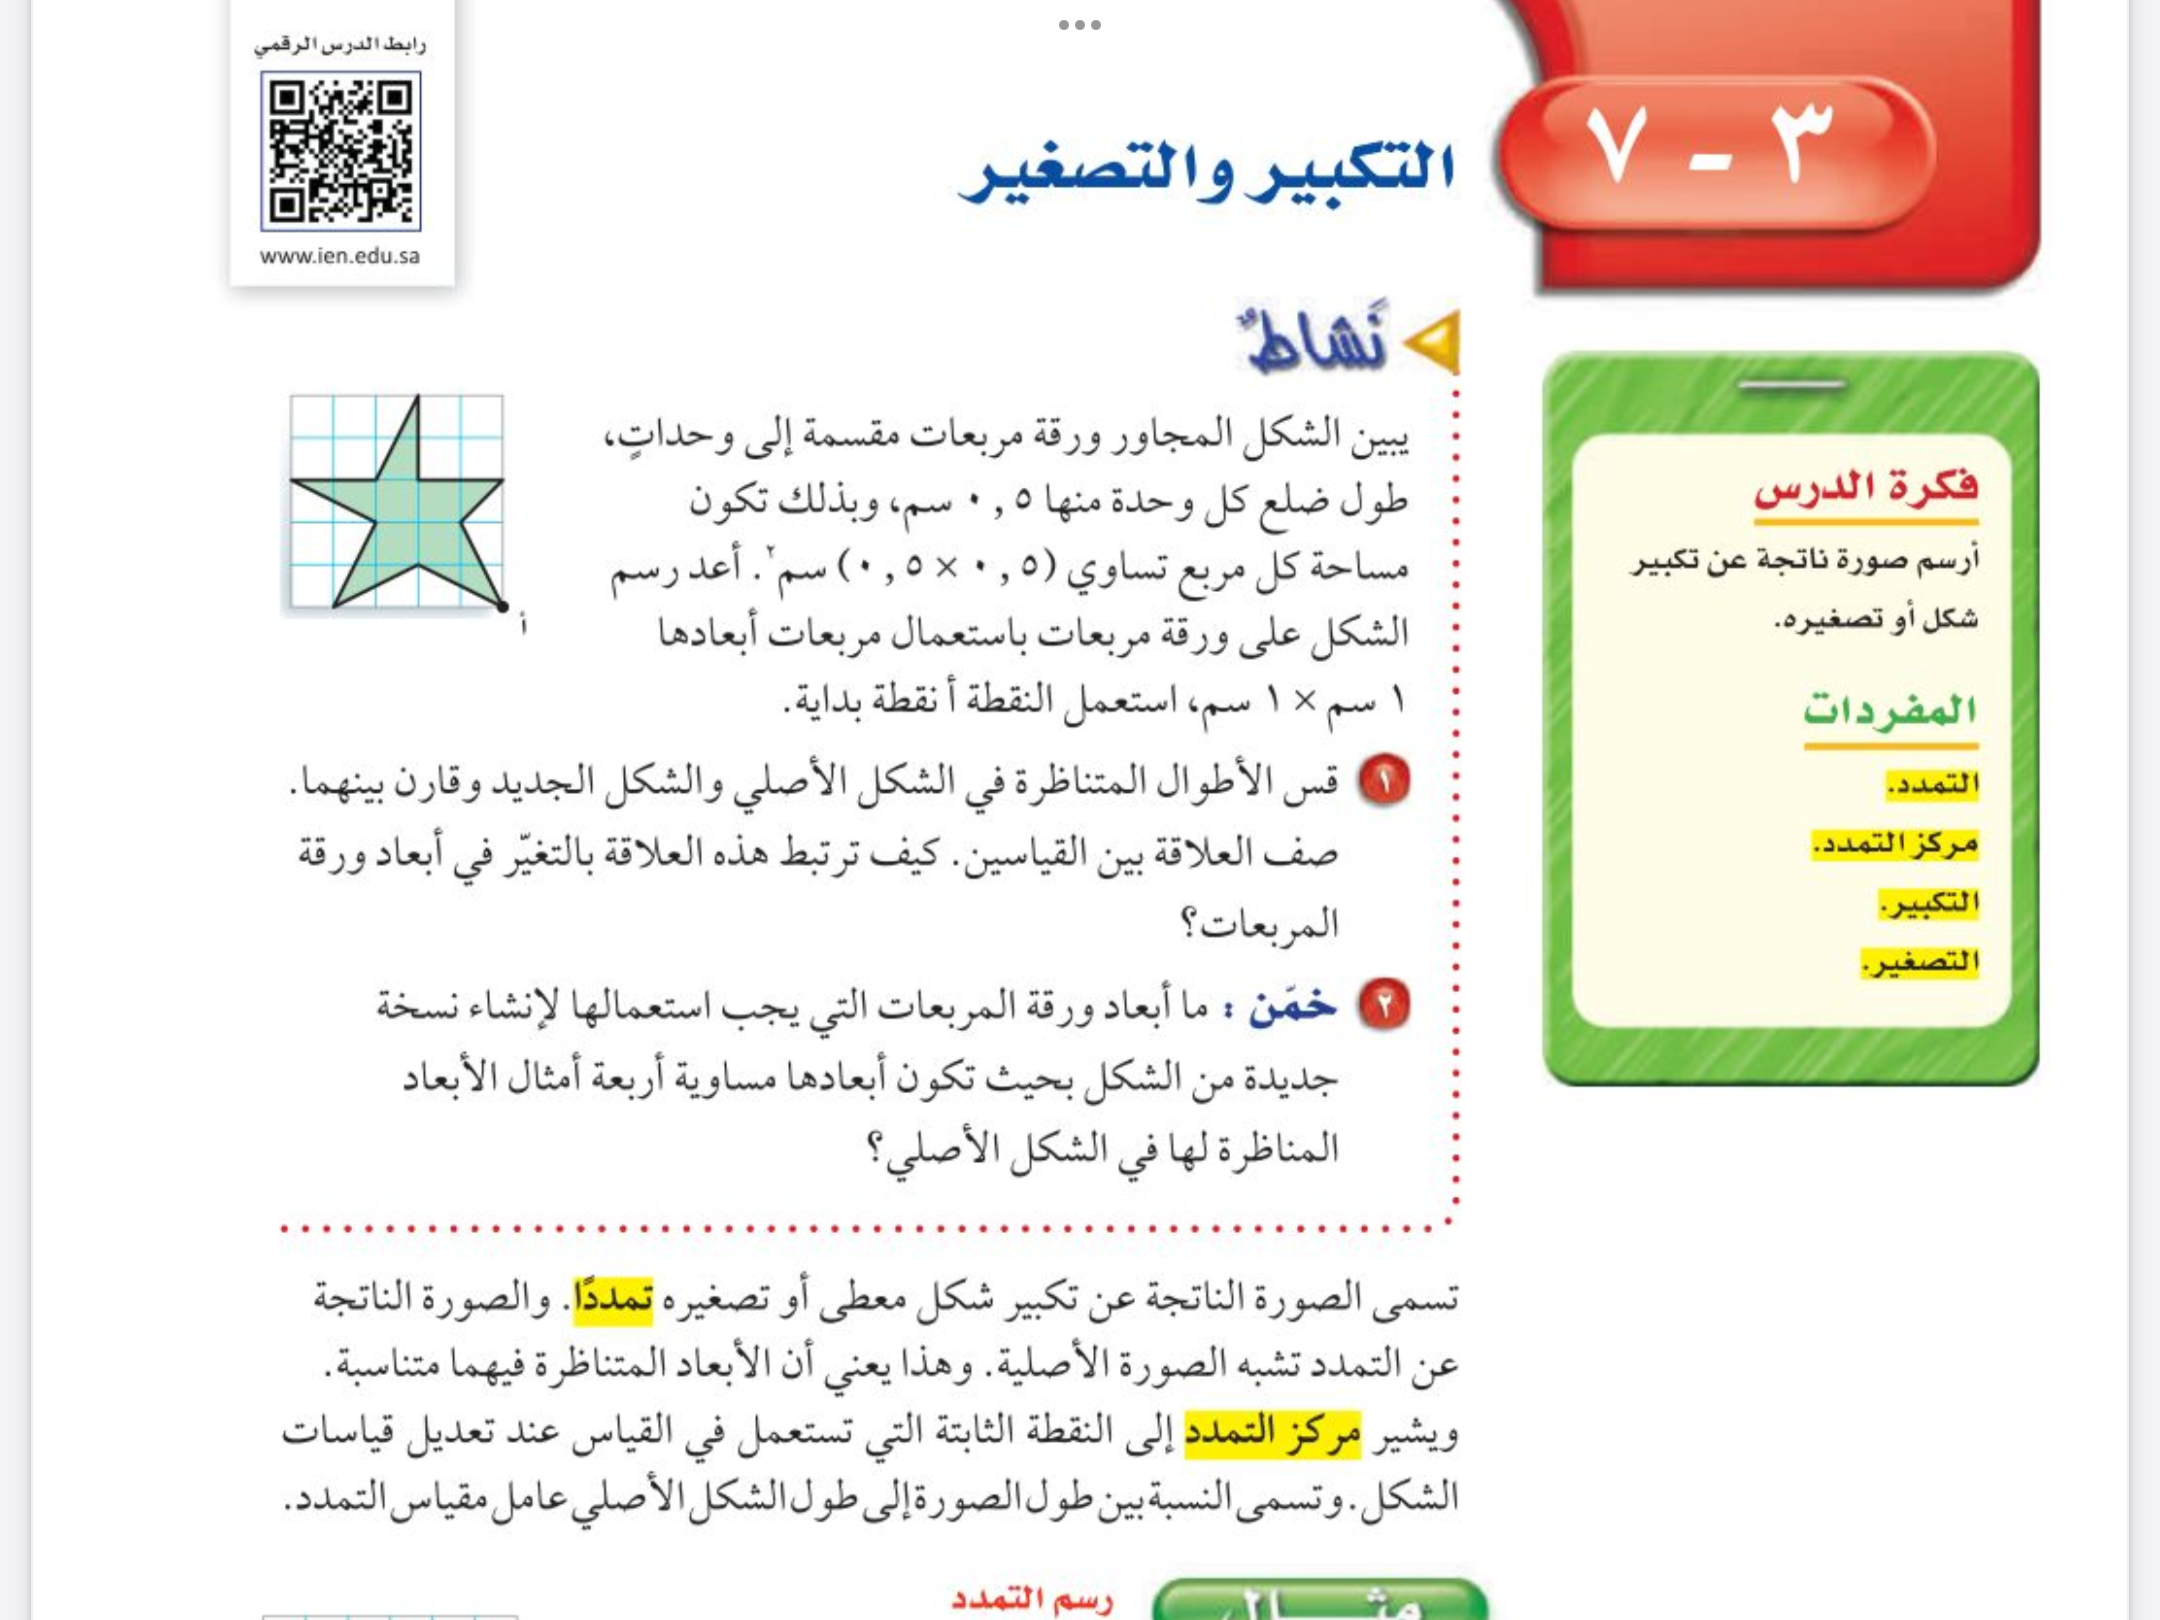 رابط الدرس الرقمي
www.ien.edu.sa
٣ - ٧
التكبير والتصغير
نَشاطٌ
يبين الشكل المجاور ورقة مربعات مقسمة إلى وحداتٍ،
طول ضلع كل وحدة منها ٥ , ٠ سم، وبذلك تكون
مساحة كل مربع تساوي (٥ , ٠ × ٥ , ٠) سم٢. أعد رسم
الشكل على ورقة مربعات باستعمال مربعات أبعادها
١ سم × ١ سم، استعمل النقطة أ نقطة بداية.
أ
١ قس الأطوال المتناظرة في الشكل الأصلي والشكل الجديد وقارن بينهما.
صف العلاقة بين القياسين. كيف ترتبط هذه العلاقة بالتغيّر في أبعاد ورقة
المربعات؟
٢ خمّن : ما أبعاد ورقة المربعات التي يجب استعمالها لإنشاء نسخة
جديدة من الشكل بحيث تكون أبعادها مساوية أربعة أمثال الأبعاد
المناظرة لها في الشكل الأصلي؟
فكرة الدرس
أرسم صورة ناتجة عن تكبير
شكل أو تصغيره.
المفردات
التمدد.
مركز التمدد.
التكبير.
التصغير.
تسمى الصورة الناتجة عن تكبير شكل معطى أو تصغيره تمددًا. والصورة الناتجة
عن التمدد تشبه الصورة الأصلية. وهذا يعني أن الأبعاد المتناظرة فيهما متناسبة.
ويشير مركز التمدد إلى النقطة الثابتة التي تستعمل في القياس عند تعديل قياسات
الشكل. وتسمى النسبة بين طول الصورة إلى طول الشكل الأصلي عامل مقياس التمدد.
مثـــال
رسم التمدد